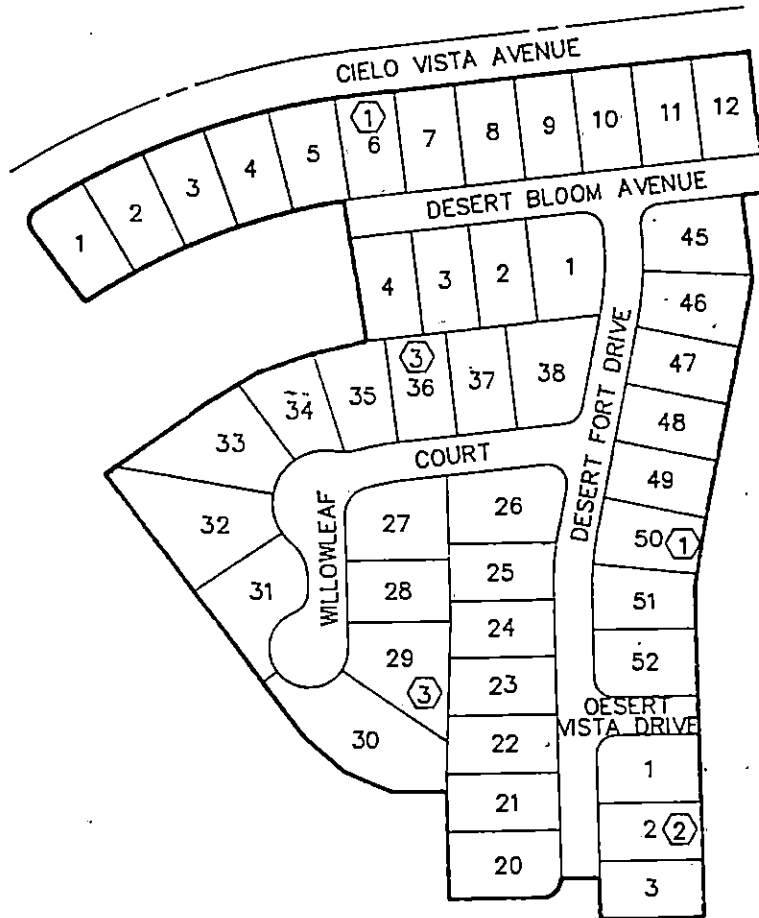 CIELO VISTA AVENUE
1 2 3 4 5 6 7 8 9 10 11 12
1
DESERT BLOOM AVENUE
4 3 2 1
45
46
47
48
49
50 1
51
52
DESERT FORT DRIVE
3
33 34 35 36 37 38
COURT
WILLOWLEAF
32
31
30
27
28
29
3
26
25
24
23
22
21
20
DESERT
VISTA DRIVE
1
2 2
3